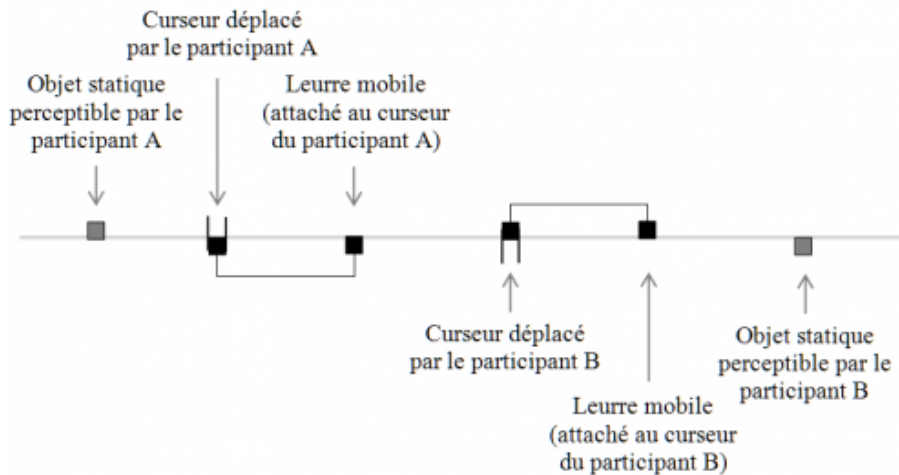 Curseur déplacé
par le participant A
Objet statique
perceptible par le
participant A
Leurre mobile
(attaché au curseur
du participant A)
Curseur déplacé
par le participant B
Leurre mobile
(attaché au curseur
du participant B)
Objet statique
perceptible par le
participant B